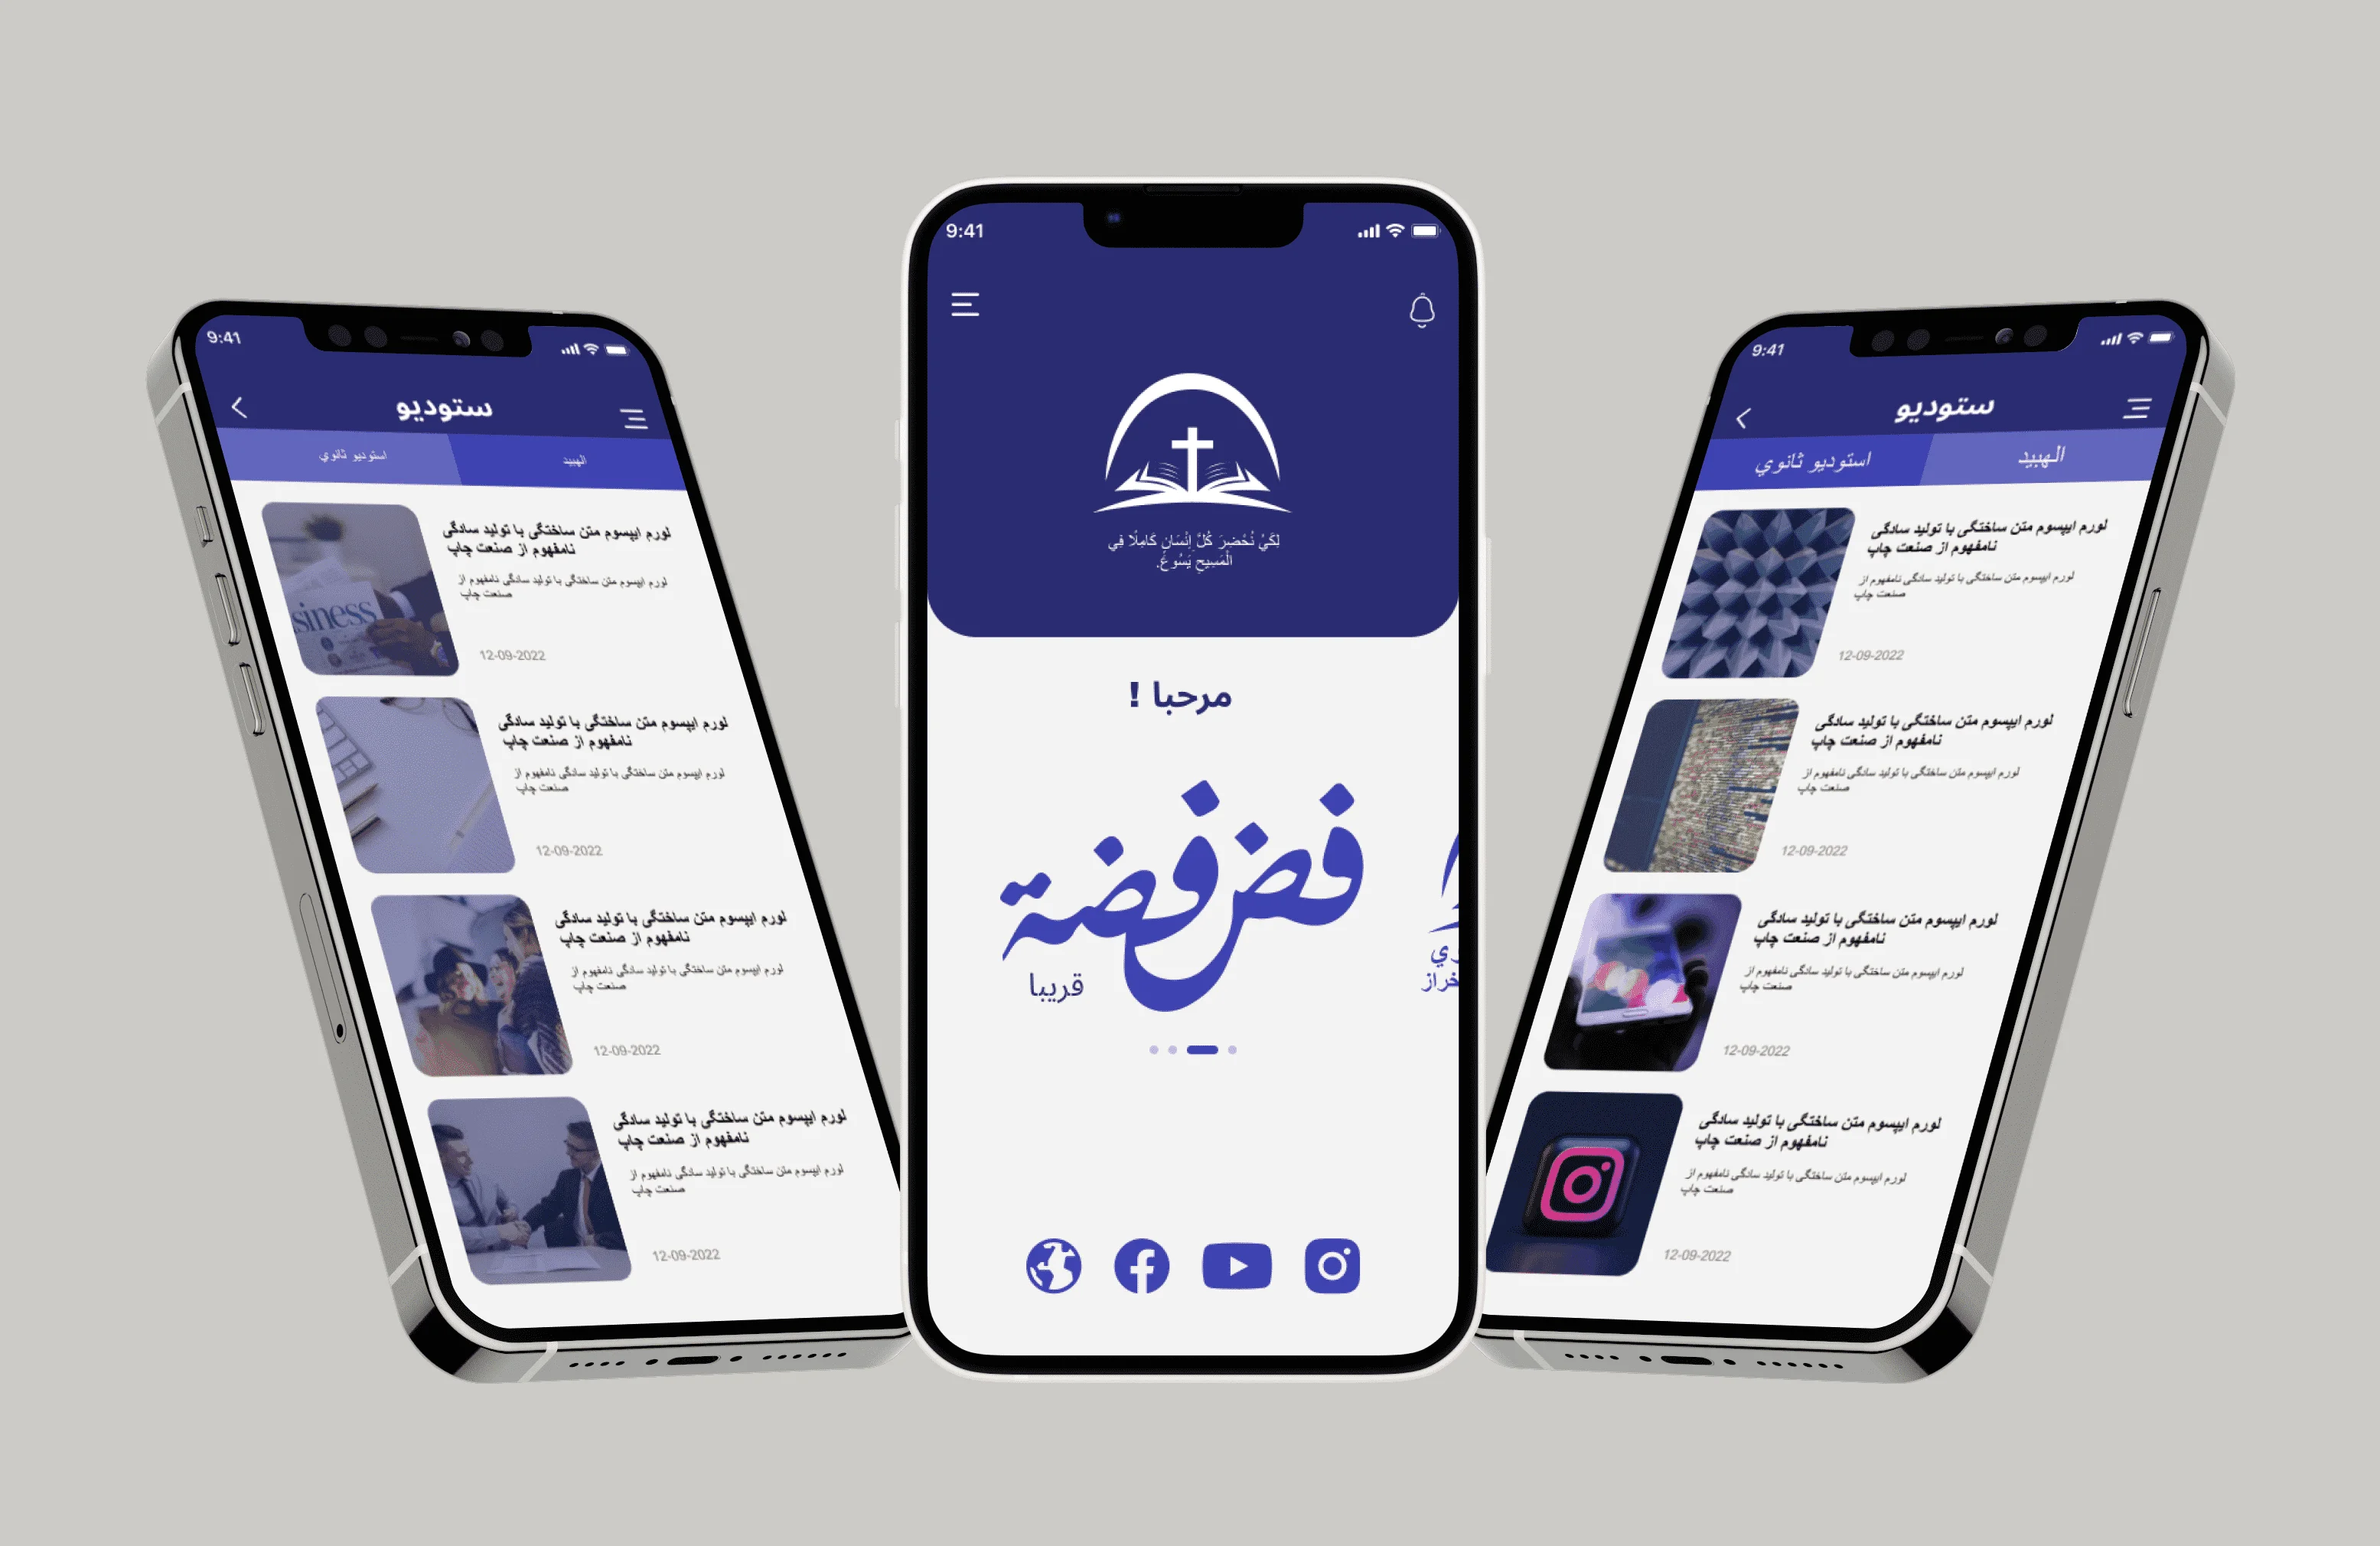 9:41
ستوديو
الهبيد
استوديو ثانوي
لورم ایپسوم متن ساختگی با تولید سادگی
نامفهوم از صنعت چاپ
لورم ایپسوم متن ساختگی با تولید سادگی نامفهوم از
صنعت چاپ
12-09-2022
لورم ایپسوم متن ساختگی با تولید سادگی
نامفهوم از صنعت چاپ
لورم ایپسوم متن ساختگی با تولید سادگی نامفهوم از
صنعت چاپ
12-09-2022
لورم ایپسوم متن ساختگی با تولید سادگی
نامفهوم از صنعت چاپ
لورم ایپسوم متن ساختگی با تولید سادگی نامفهوم از
صنعت چاپ
12-09-2022
لورم ایپسوم متن ساختگی با تولید سادگی
نامفهوم از صنعت چاپ
لورم ایپسوم متن ساختگی با تولید سادگی نامفهوم از
صنعت چاپ
12-09-2022
siness
9:41
لِكَيْ نُحْضِرَ كُلَّ إِنْسَانٍ كَامِلًا فِي
الْمَسِيحِ يَسُوعَ.
مرحبا !
فض فضة
قريبا
9:41
ستوديو
الهبيد
استوديو ثانوي
لورم ایپسوم متن ساختگی با تولید سادگی
نامفهوم از صنعت چاپ
لورم ایپسوم متن ساختگی با تولید سادگی نامفهوم از
صنعت چاپ
12-09-2022
لورم ایپسوم متن ساختگی با تولید سادگی
نامفهوم از صنعت چاپ
لورم ایپسوم متن ساختگی با تولید سادگی نامفهوم از
صنعت چاپ
12-09-2022
لورم ایپسوم متن ساختگی با تولید سادگی
نامفهوم از صنعت چاپ
لورم ایپسوم متن ساختگی با تولید سادگی نامفهوم از
صنعت چاپ
12-09-2022
لورم ایپسوم متن ساختگی با تولید سادگی
نامفهوم از صنعت چاپ
لورم ایپسوم متن ساختگی با تولید سادگی نامفهوم از
صنعت چاپ
12-09-2022